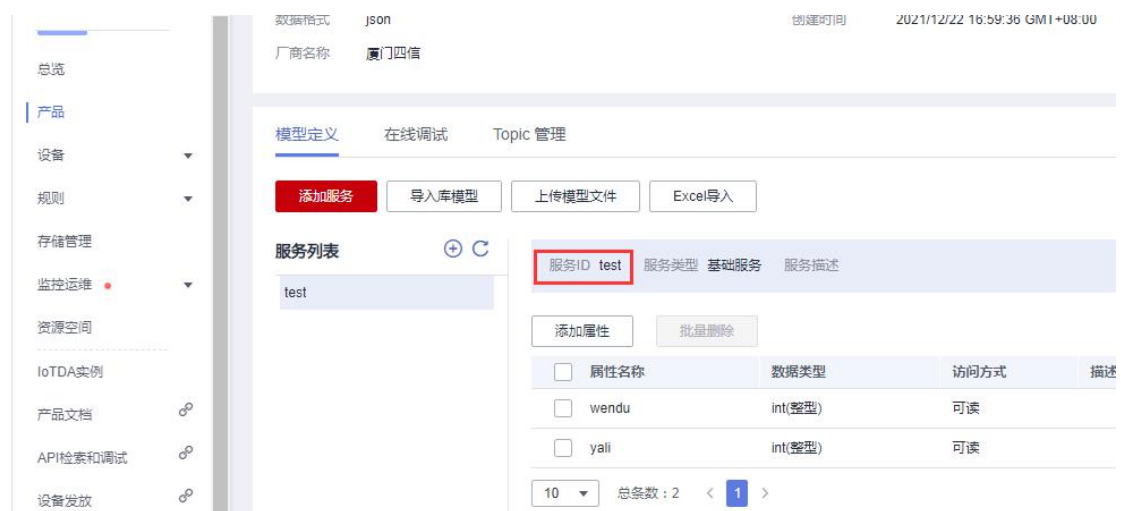 数据格式 json 创建时间 2021/12/22 16:59:36 GMT+08:00
厂商名称 厦门四信
总览
产品
设备
规则
存储管理
监控运维
资源空间
IoTDA实例
产品文档
API检索和调试
设备发放
模型定义 在线调试 Topic 管理
添加服务 导入库模型 上传模型文件 Excel导入
服务列表
test
服务ID test 服务类型 基础服务 服务描述
添加属性 批量删除
属性名称 数据类型 访问方式 描述
wendu int(整型) 可读
yali int(整型) 可读
10 总条数：2 < 1 >